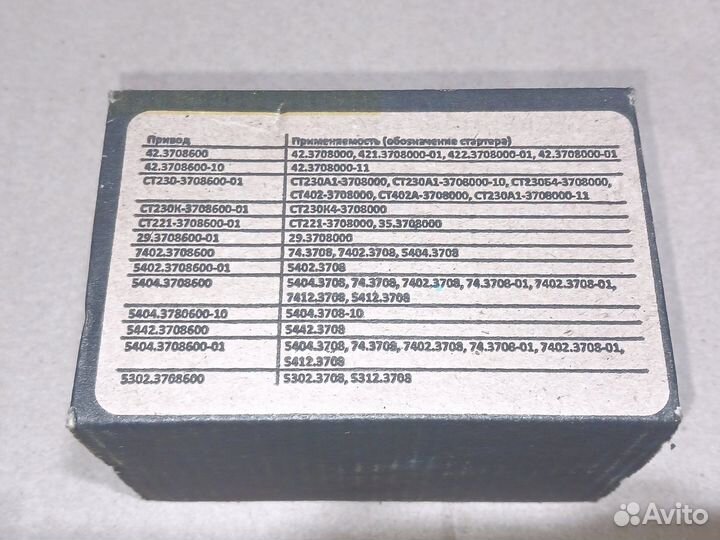 Привод Применяемость (обозначение стартера)
42.3708600 42.3708000, 421.3708000-01, 422.3708000-01, 42.3708000-01
42.3708600-10 42.3708000-11
СТ230-3708600-01 СТ230А1-3708000, СТ230А1-3708000-10, СТ230Б4-3708000,
СТ402-3708000, СТ402А-3708000, СТ230А1-3708000-11
СТ230К-3708600-01 СТ230К4-3708000
СТ221-3708600-01 СТ221-3708000, 35.3708000
29.3708600-01 29.3708000
7402.3708600 74.3708, 7402.3708, 5404.3708
5402.3708600-01 5402.3708
5404.3708600 5404.3708, 74.3708, 7402.3708, 74.3708-01, 7402.3708-01,
7412.3708, 5412.3708
5404.3780600-10 5404.3708-10
5442.3708600 5442.3708
5404.3708600-01 5404.3708, 74.3708, 7402.3708, 74.3708-01, 7402.3708-01,
5412.3708
5302.3708600 5302.3708, 5312.3708
Avito